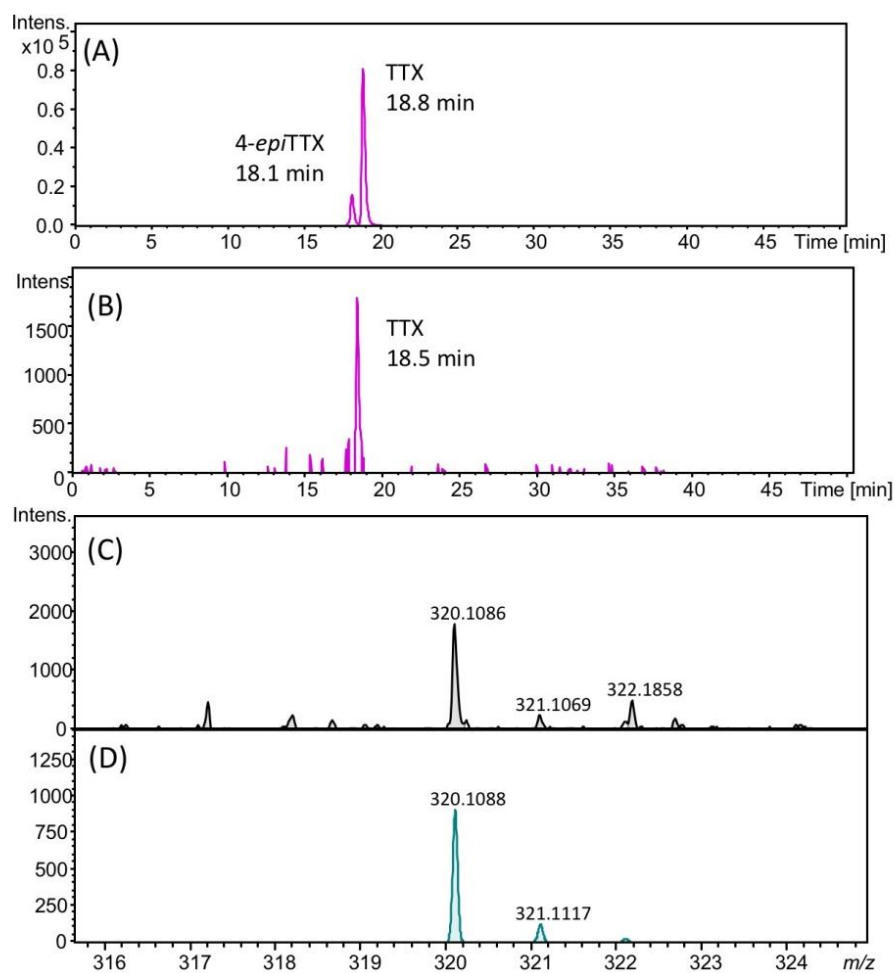 Intens.
x10 5
(A)
TTX
18.8 min
4-epiTTX
18.1 min
0.8
0.6
0.4
0.2
0.0
0 5 10 15 20 25 30 35 40 45 Time [min]
Intens.
(B)
TTX
18.5 min
1500
1000
500
0
0 5 10 15 20 25 30 35 40 45 Time [min]
Intens.
(C)
3000
2000
1000
0
320.1086
321.1069
322.1858
(D)
1250
1000
750
500
250
0
320.1088
321.1117
316 317 318 319 320 321 322 323 324 m/z